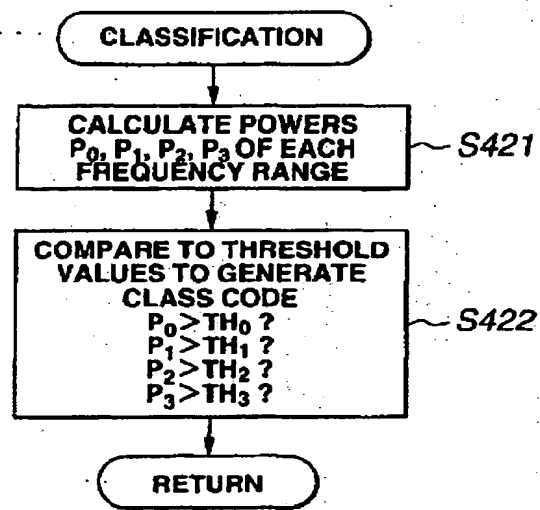 CLASSIFICATION
CALCULATE POWERS
P₀, P₁, P₂, P₃ OF EACH
FREQUENCY RANGE
S421
COMPARE TO THRESHOLD
VALUES TO GENERATE
CLASS CODE
P₀>TH₀ ?
P₁>TH₁ ?
P₂>TH₂ ?
P₃>TH₃ ?
S422
RETURN